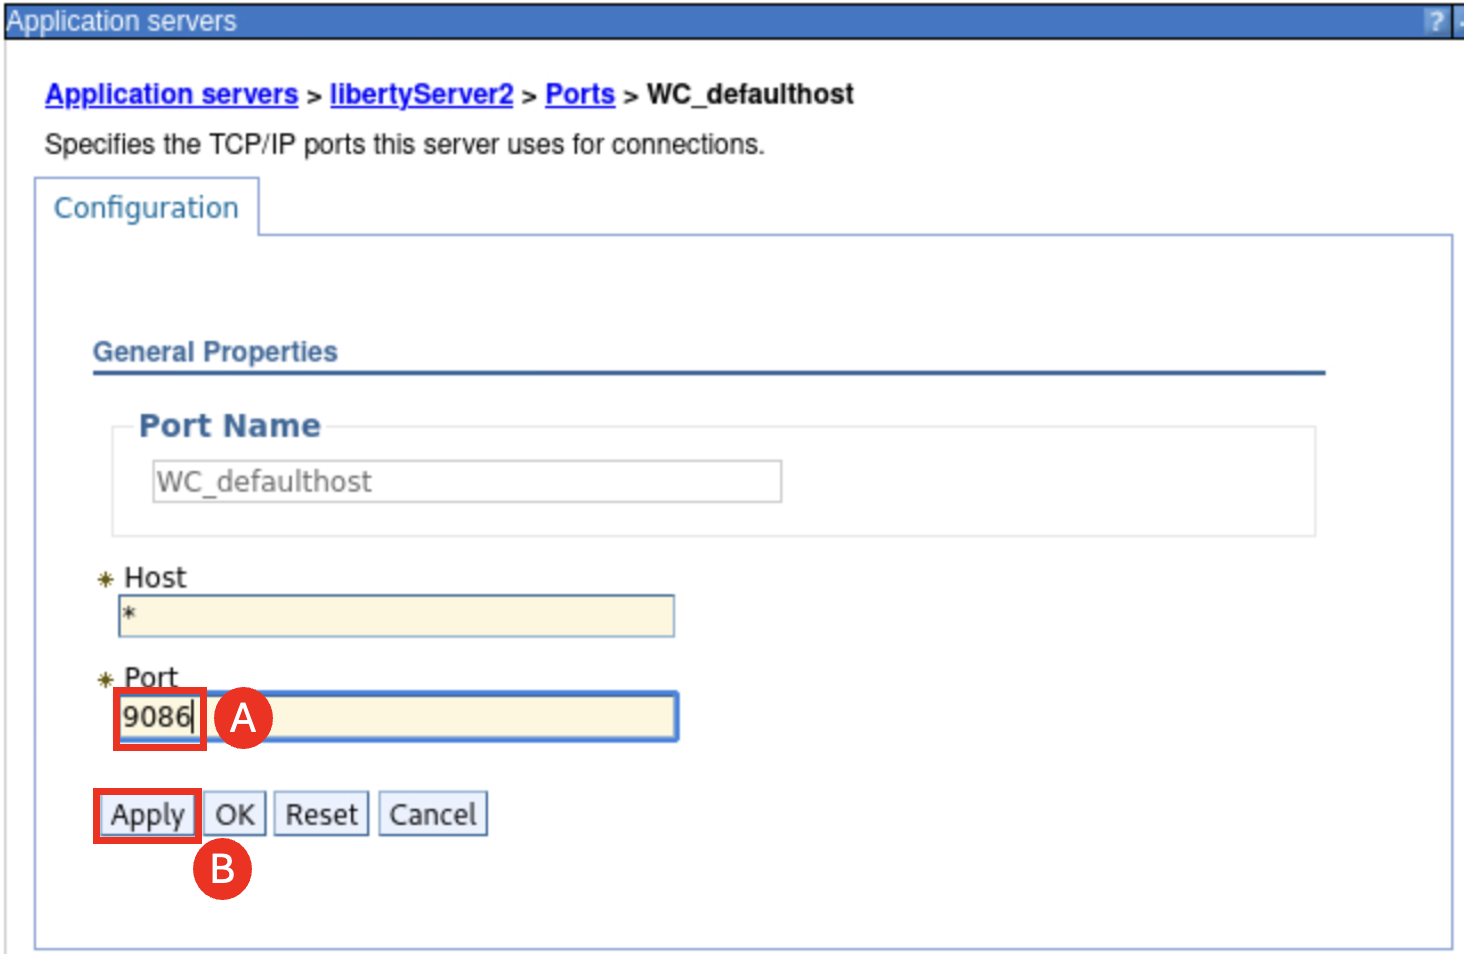 Application servers ?
Application servers > libertyServer2 > Ports > WC_defaulthost
Specifies the TCP/IP ports this server uses for connections.
Configuration
General Properties
Port Name
WC_defaulthost
* Host
*
* Port
9086 A
Apply OK Reset Cancel
B